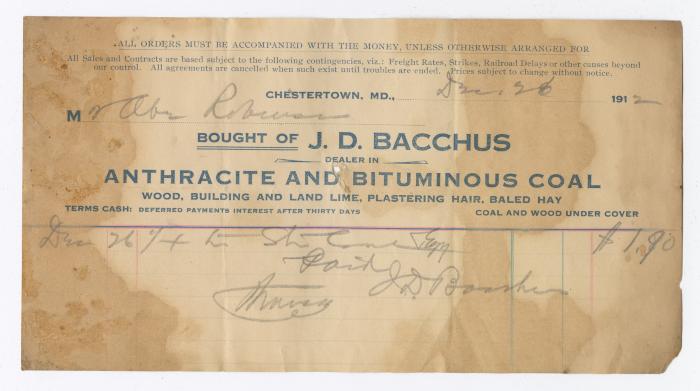 ALL ORDERS MUST BE ACCOMPANIED WITH THE MONEY, UNLESS OTHERWISE ARRANGED FOR
All Sales and Contracts are based subject to the following contingencies, viz.: Freight Rates, Strikes, Railroad Delays or other causes beyond
our control. All agreements are cancelled when such exist until troubles are ended. Prices subject to change without notice.
CHESTERTOWN, MD., Dec. 26 1912
Mr Abe
BOUGHT OF J. D. BACCHUS
DEALER IN
ANTHRACITE AND BITUMINOUS COAL
WOOD, BUILDING AND LAND LIME, PLASTERING HAIR, BALED HAY
TERMS CASH: DEFERRED PAYMENTS INTEREST AFTER THIRTY DAYS COAL AND WOOD UNDER COVER
Dec 26 1/4 $1.90
Paid J. D. Bacchus